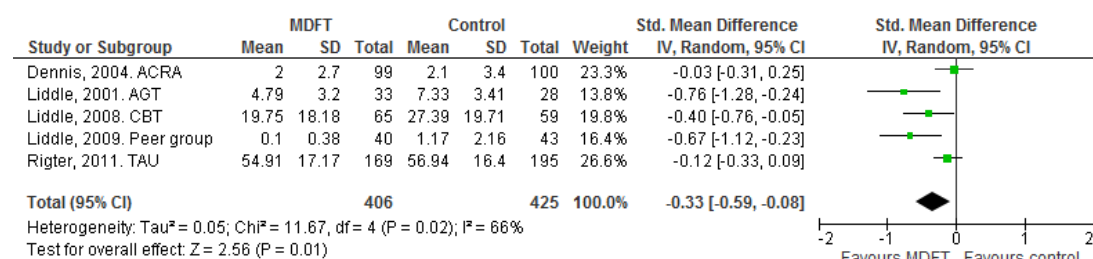 MDFT Control Std. Mean Difference Std. Mean Difference
Study or Subgroup Mean SD Total Mean SD Total Weight IV, Random, 95% CI IV, Random, 95% CI
Dennis, 2004. ACRA 2 2.7 99 2.1 3.4 100 23.3% -0.03 [-0.31, 0.25]
Liddle, 2001. AGT 4.79 3.2 33 7.33 3.41 28 13.8% -0.76 [-1.28, -0.24]
Liddle, 2008. CBT 19.75 18.18 65 27.39 19.71 59 19.8% -0.40 [-0.76, -0.05]
Liddle, 2009. Peer group 0.1 0.38 40 1.17 2.16 43 16.4% -0.67 [-1.12, -0.23]
Rigter, 2011. TAU 54.91 17.17 169 56.94 16.4 195 26.6% -0.12 [-0.33, 0.09]
Total (95% CI) 406 425 100.0% -0.33 [-0.59, -0.08]
Heterogeneity: Tau² = 0.05; Chi² = 11.67, df = 4 (P = 0.02); I² = 66%
Test for overall effect: Z = 2.56 (P = 0.01)
-2 -1 0 1 2
Favours MDFT Favours control